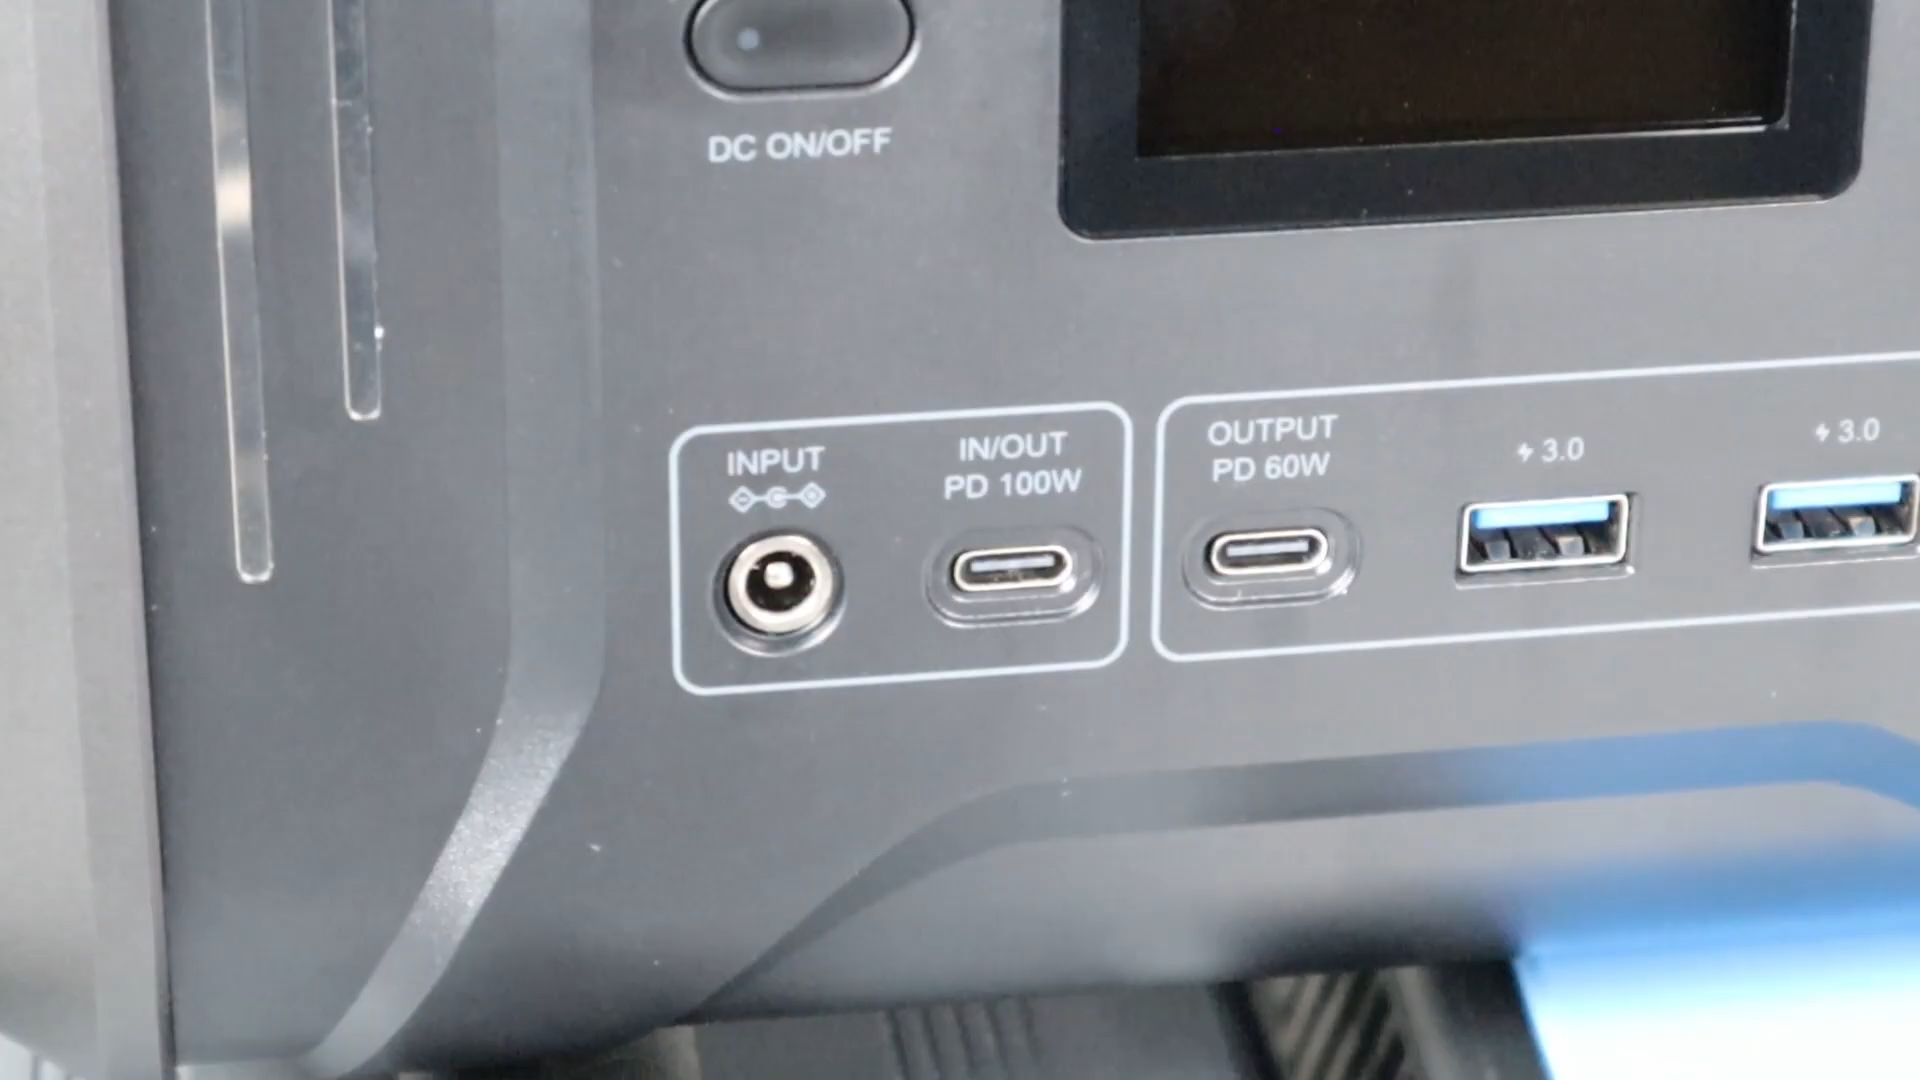 DC ON/OFF
INPUT
IN/OUT
PD 100W
OUTPUT
PD 60W
3.0
3.0